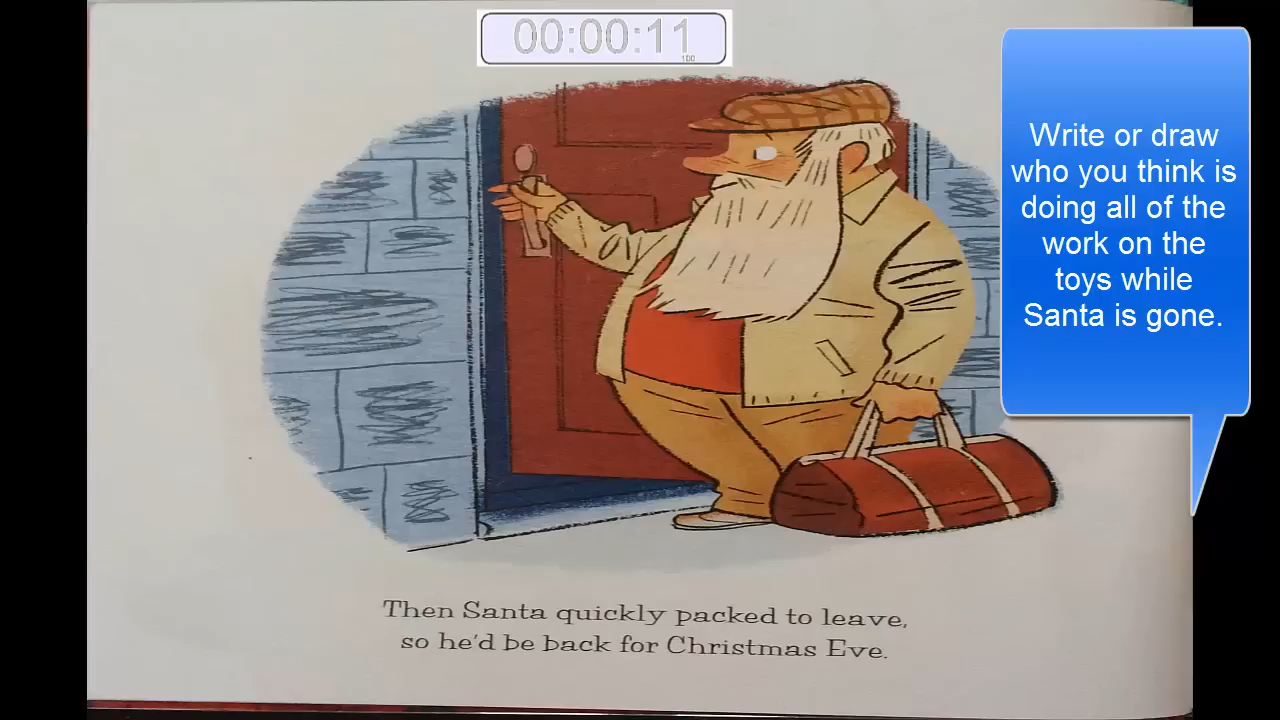 00:00:11
100
Write or draw
who you think is
doing all of the
work on the
toys while
Santa is gone.
Then Santa quickly packed to leave,
so he'd be back for Christmas Eve.